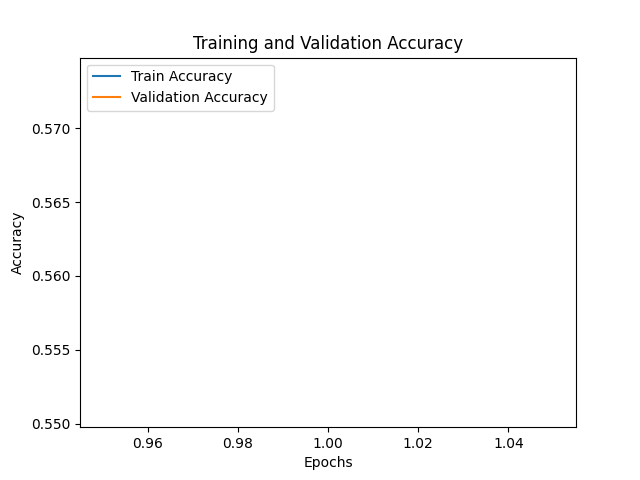 Training and Validation Accuracy
Train Accuracy
Validation Accuracy
0.570
0.565
0.560
0.555
0.550
Accuracy
0.96 0.98 1.00 1.02 1.04
Epochs